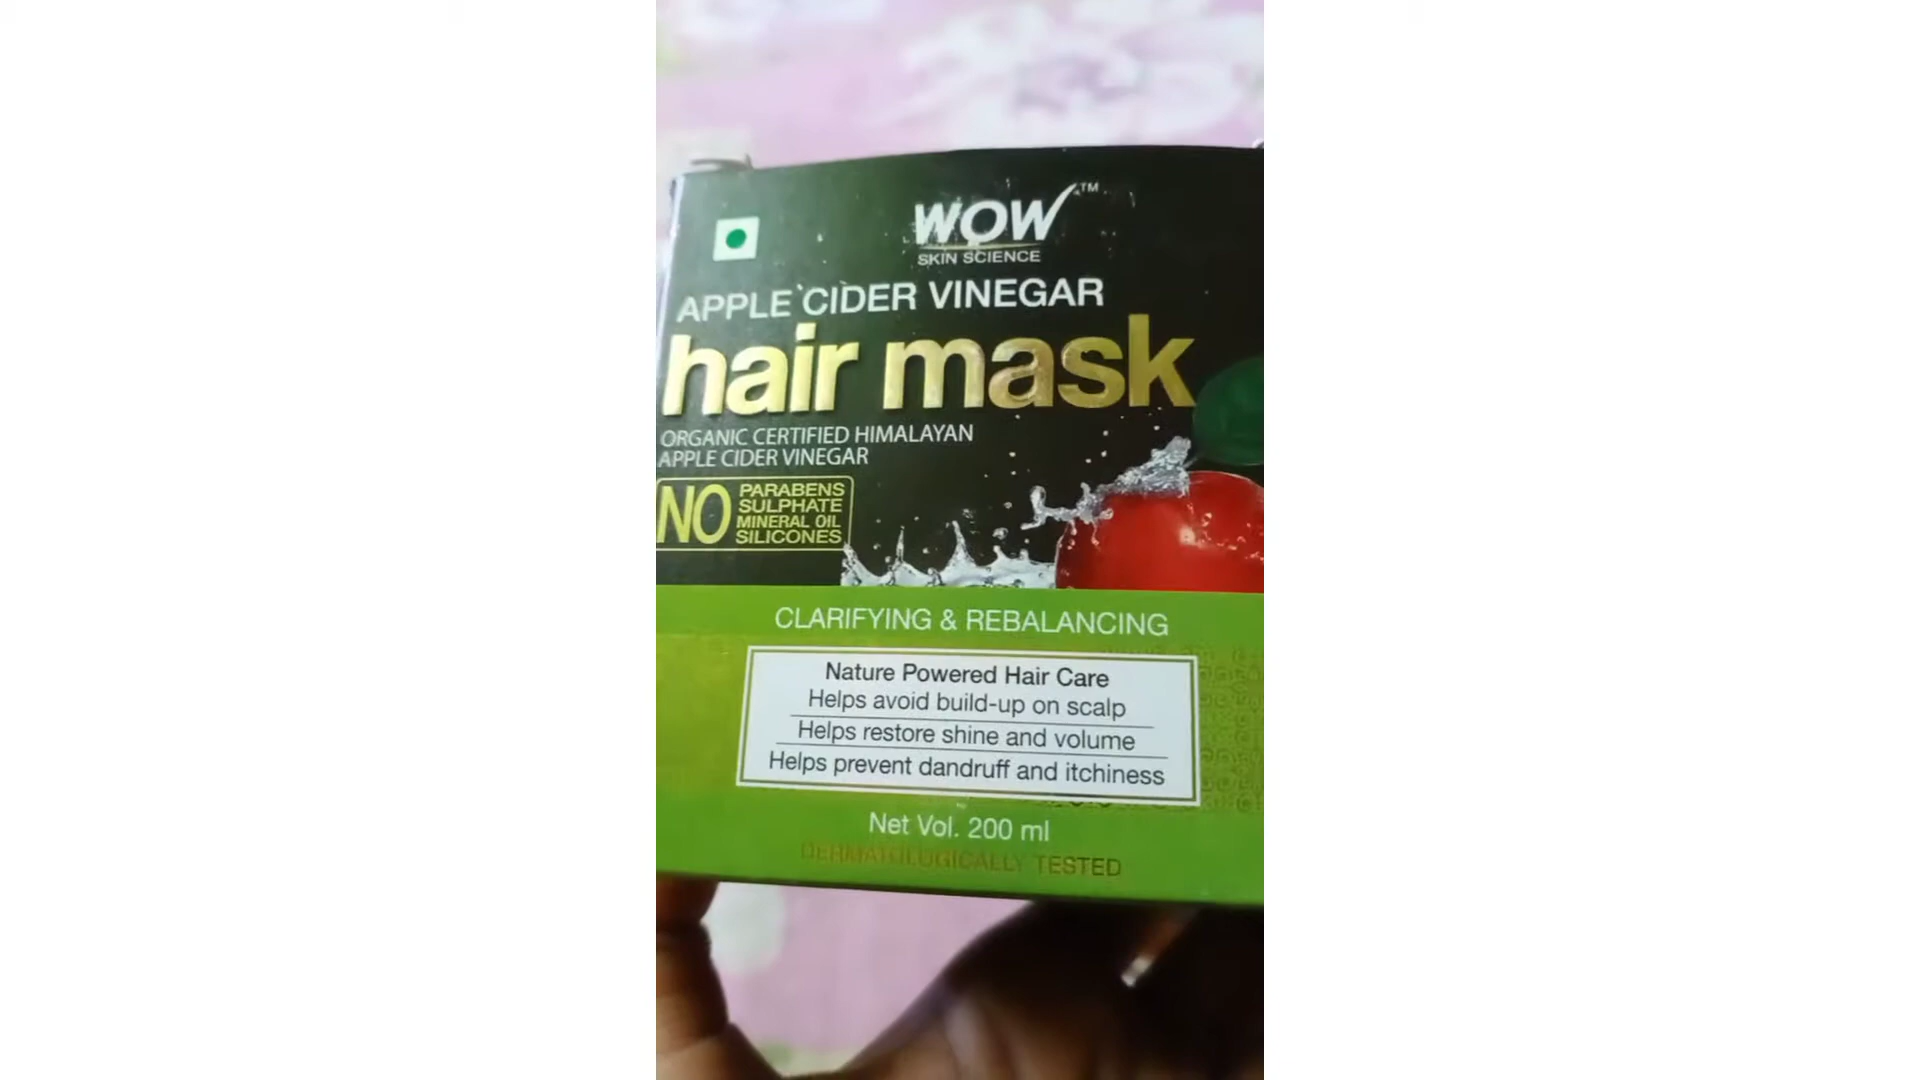 WOW™
SKIN SCIENCE
APPLE CIDER VINEGAR
hair mask
ORGANIC CERTIFIED HIMALAYAN
APPLE CIDER VINEGAR
NO
PARABENS
SULPHATE
MINERAL OIL
SILICONES
CLARIFYING & REBALANCING
Nature Powered Hair Care
Helps avoid build-up on scalp
Helps restore shine and volume
Helps prevent dandruff and itchiness
Net Vol. 200 ml
DERMATOLOGICALLY TESTED